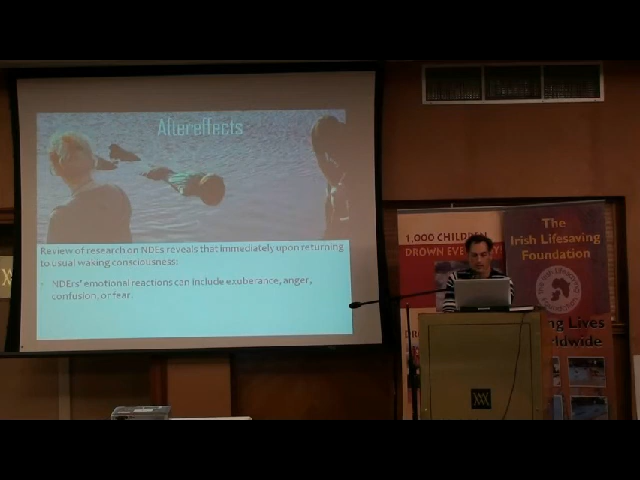 Aftereffects
Review of research on NDEs reveals that immediately upon returning
to usual waking consciousness:
• NDErs' emotional reactions can include exuberance, anger,
confusion, or fear.
1,000 CHILDREN
DROWN EVERY
The
Irish Lifesaving
Foundation
Lives